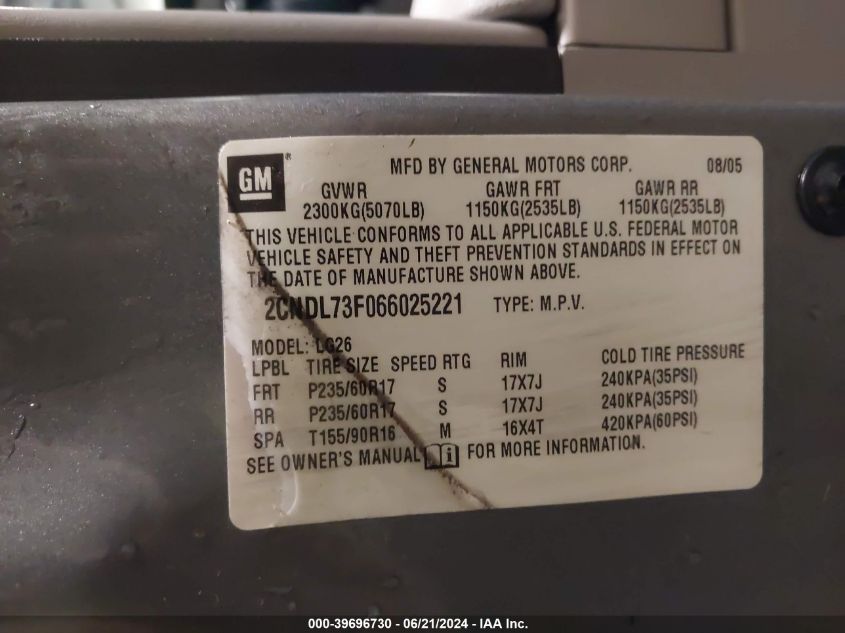 GM ® MFD BY GENERAL MOTORS CORP. 08/05
GVWR GAWR FRT GAWR RR
2300KG(5070LB) 1150KG(2535LB) 1150KG(2535LB)
THIS VEHICLE CONFORMS TO ALL APPLICABLE U.S. FEDERAL MOTOR
VEHICLE SAFETY AND THEFT PREVENTION STANDARDS IN EFFECT ON
THE DATE OF MANUFACTURE SHOWN ABOVE.
2CNDL73F066025221 TYPE: M.P.V.
MODEL: LG26
LPBL TIRE SIZE SPEED RTG RIM COLD TIRE PRESSURE
FRT P235/60R17 S 17X7J 240KPA(35PSI)
RR P235/60R17 S 17X7J 240KPA(35PSI)
SPA T155/90R16 M 16X4T 420KPA(60PSI)
SEE OWNER'S MANUAL FOR MORE INFORMATION.
000-39696730 - 06/21/2024 - IAA Inc.